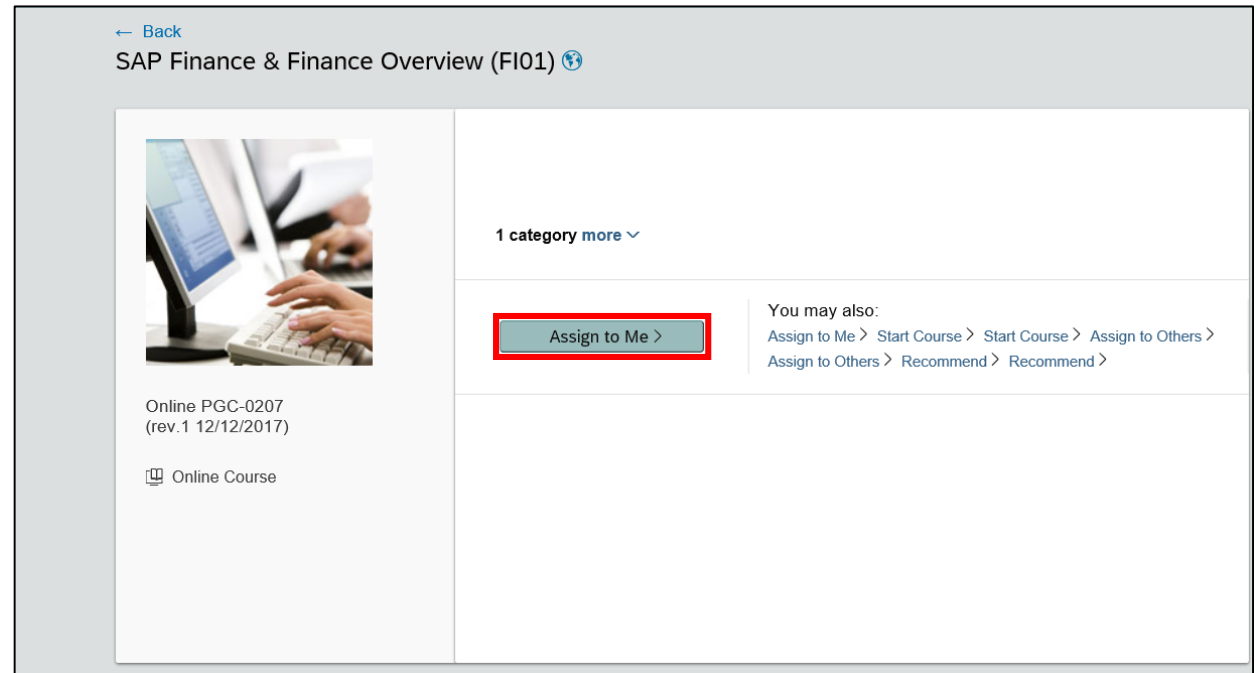 ← Back
SAP Finance & Finance Overview (FI01)
1 category more
Assign to Me >
You may also:
Assign to Me > Start Course > Start Course > Assign to Others >
Assign to Others > Recommend > Recommend >
Online PGC-0207
(rev.1 12/12/2017)
Online Course